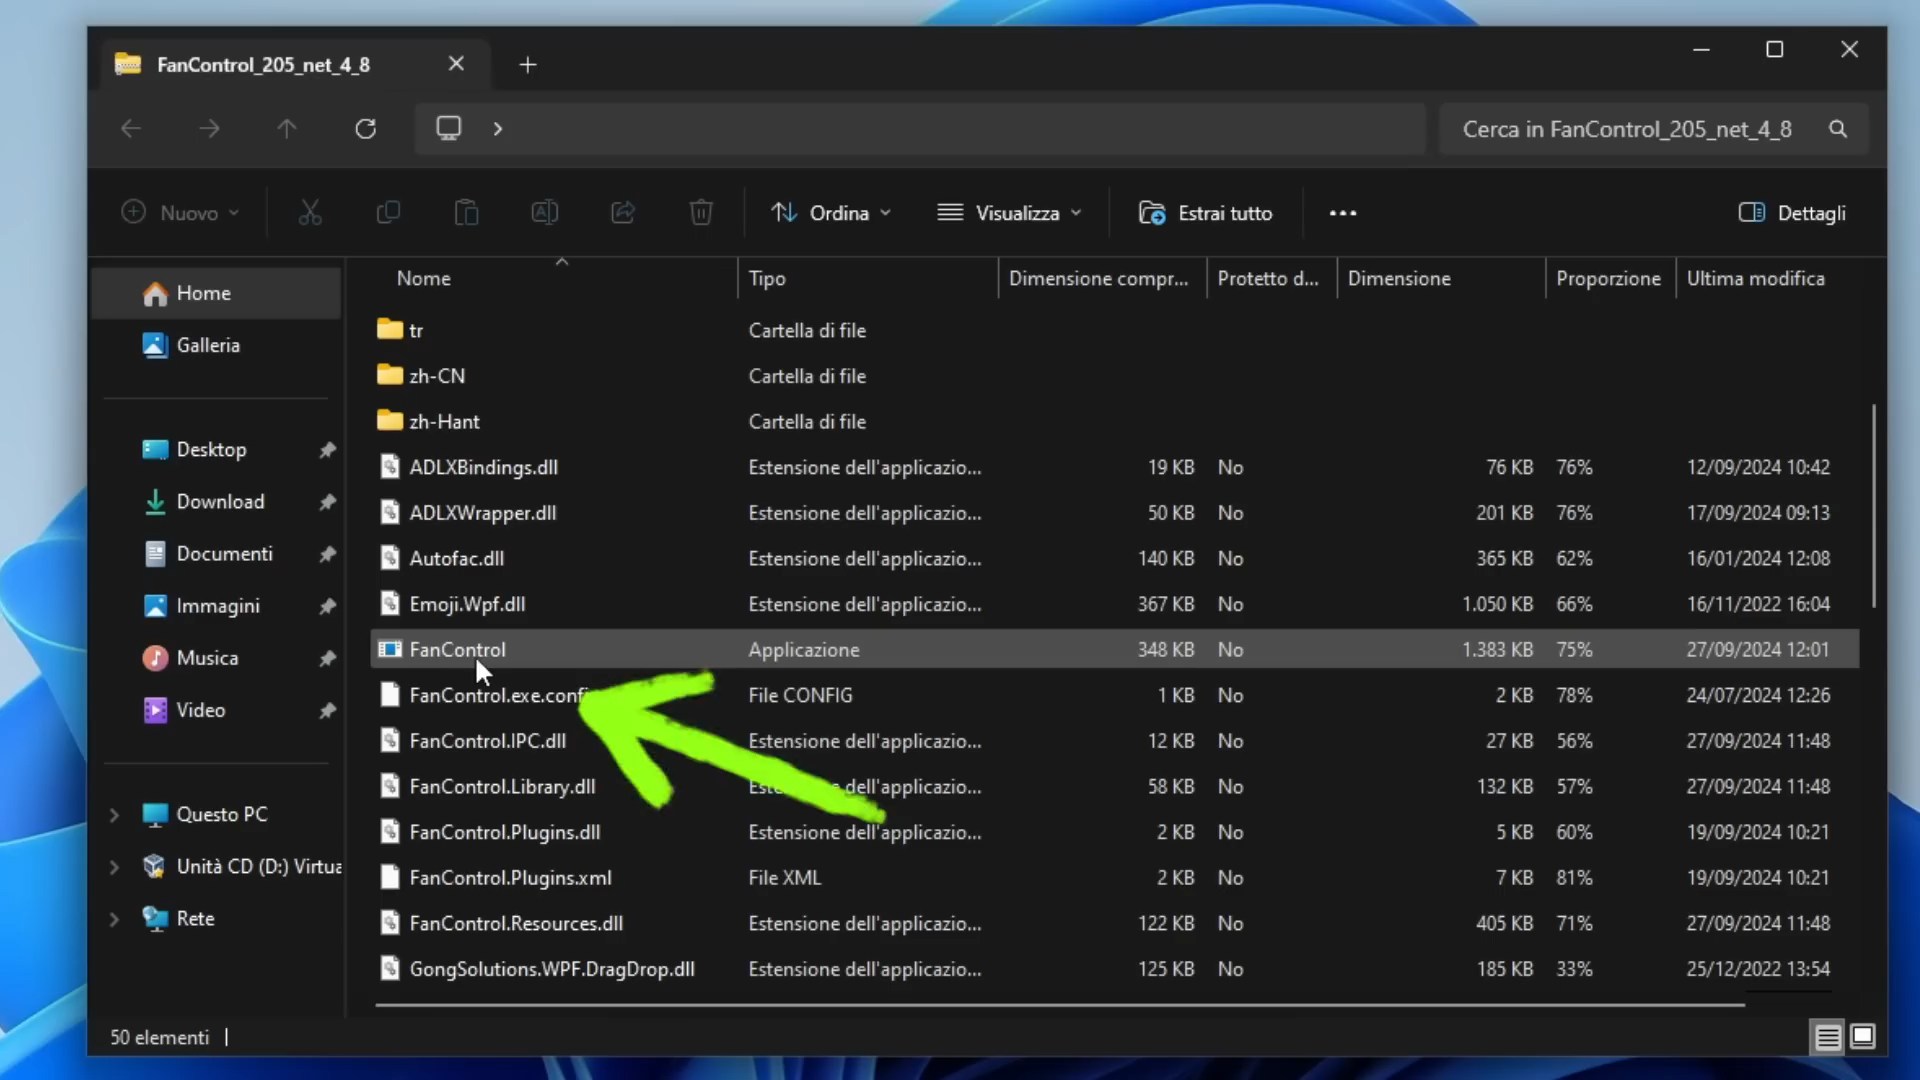 FanControl_205_net_4_8
Cerca in FanControl_205_net_4_8
Nuovo
Ordina
Visualizza
Estrai tutto
Dettagli
Nome Tipo Dimensione compr... Protetto d... Dimensione Proporzione Ultima modifica
Home
Galleria
Desktop
Download
Documenti
Immagini
Musica
Video
Questo PC
Unità CD (D:) Virtua
Rete
tr Cartella di file
zh-CN Cartella di file
zh-Hant Cartella di file
ADLXBindings.dll Estensione dell'applicazio... 19 KB No 76 KB 76% 12/09/2024 10:42
ADLXWrapper.dll Estensione dell'applicazio... 50 KB No 201 KB 76% 17/09/2024 09:13
Autofac.dll Estensione dell'applicazio... 140 KB No 365 KB 62% 16/01/2024 12:08
Emoji.Wpf.dll Estensione dell'applicazio... 367 KB No 1.050 KB 66% 16/11/2022 16:04
FanControl Applicazione 348 KB No 1.383 KB 75% 27/09/2024 12:01
FanControl.exe.confi File CONFIG 1 KB No 2 KB 78% 24/07/2024 12:26
FanControl.IPC.dll Estensione dell'applicazio... 12 KB No 27 KB 56% 27/09/2024 11:48
FanControl.Library.dll Estensione dell'applicazio... 58 KB No 132 KB 57% 27/09/2024 11:48
FanControl.Plugins.dll Estensione dell'applicazio... 2 KB No 5 KB 60% 19/09/2024 10:21
FanControl.Plugins.xml File XML 2 KB No 7 KB 81% 19/09/2024 10:21
FanControl.Resources.dll Estensione dell'applicazio... 122 KB No 405 KB 71% 27/09/2024 11:48
GongSolutions.WPF.DragDrop.dll Estensione dell'applicazio... 125 KB No 185 KB 33% 25/12/2022 13:54
50 elementi